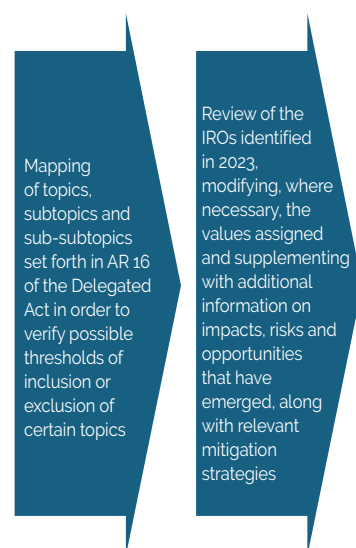 Mapping
of topics,
subtopics and
sub-subtopics
set forth in AR 16
of the Delegated
Act in order to
verify possible
thresholds of
inclusion or
exclusion of
certain topics
Review of the
IROs identified
in 2023,
modifying, where
necessary, the
values assigned
and supplementing
with additional
information on
impacts, risks and
opportunities
that have
emerged, along
with relevant
mitigation
strategies